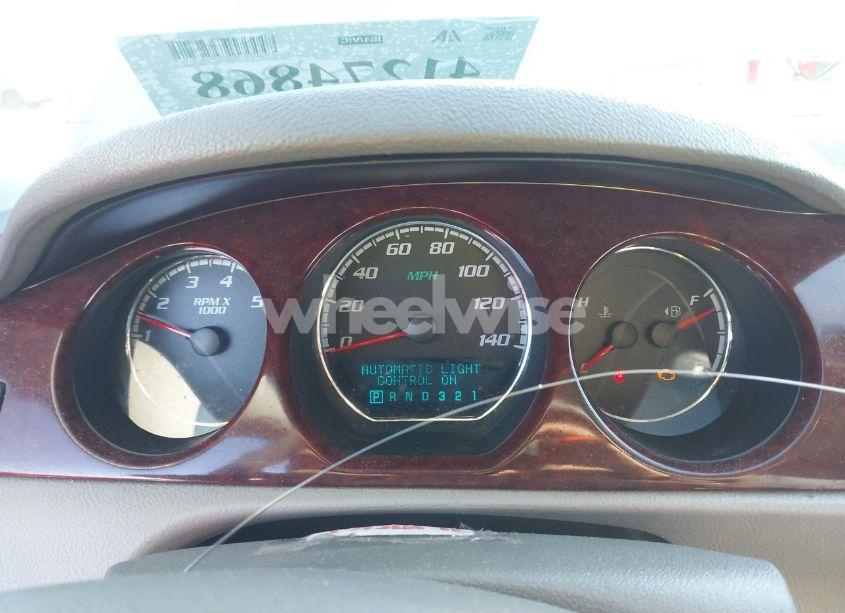 41274868
wheelwise
1 2 3 4 5
RPM X
1000
0 20 40 60 80 100 120 140
MPH
AUTOMATIC LIGHT
CONTROL ON
P R N D 3 2 1
H
F